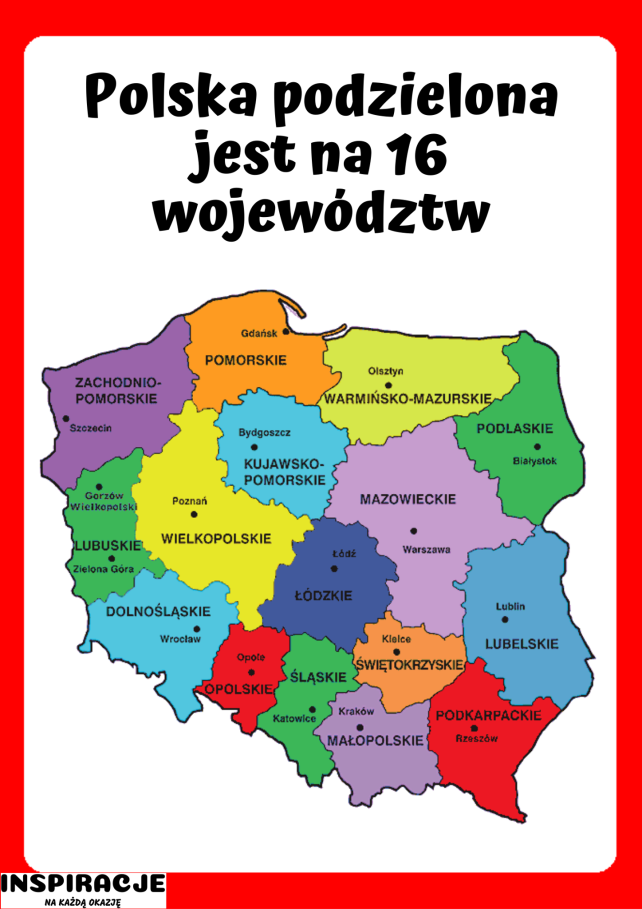 Polska podzielona
jest na 16
województw
Gdańsk
POMORSKIE
Olsztyn
WARMIŃSKO-MAZURSKIE
ZACHODNIO-
POMORSKIE
Szczecin
PODLASKIE
Białystok
Bydgoszcz
KUJAWSKO-
POMORSKIE
Gorzów
Wielkopolski
LUBUSKIE
Zielona Góra
Poznań
WIELKOPOLSKIE
MAZOWIECKIE
Warszawa
Łódź
ŁÓDZKIE
DOLNOŚLĄSKIE
Wrocław
Lublin
LUBELSKIE
Opole
OPOLSKIE
ŚLĄSKIE
Katowice
Kielce
ŚWIĘTOKRZYSKIE
Kraków
MAŁOPOLSKIE
PODKARPACKIE
Rzeszów
INSPIRACJE
NA KAŻDĄ OKAZJĘ